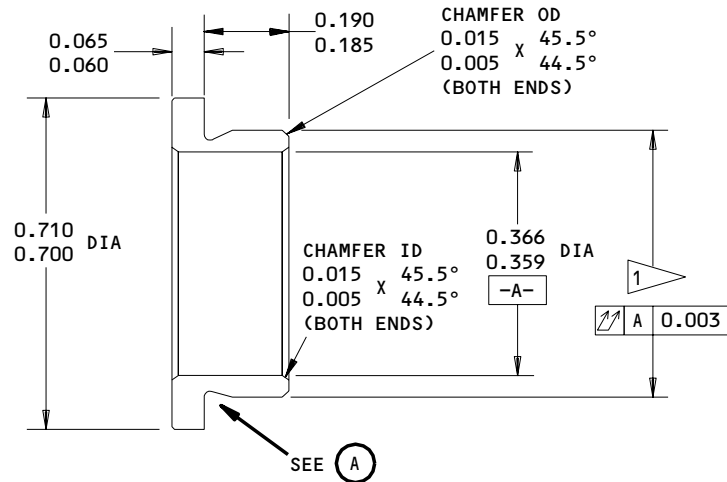 0.065
0.060
0.190
0.185
CHAMFER OD
0.015 X 45.5°
0.005 44.5°
(BOTH ENDS)
0.710
0.700 DIA
CHAMFER ID
0.015 X 45.5°
0.005 44.5°
(BOTH ENDS)
0.366
0.359 DIA
-A-
1
A 0.003
SEE A